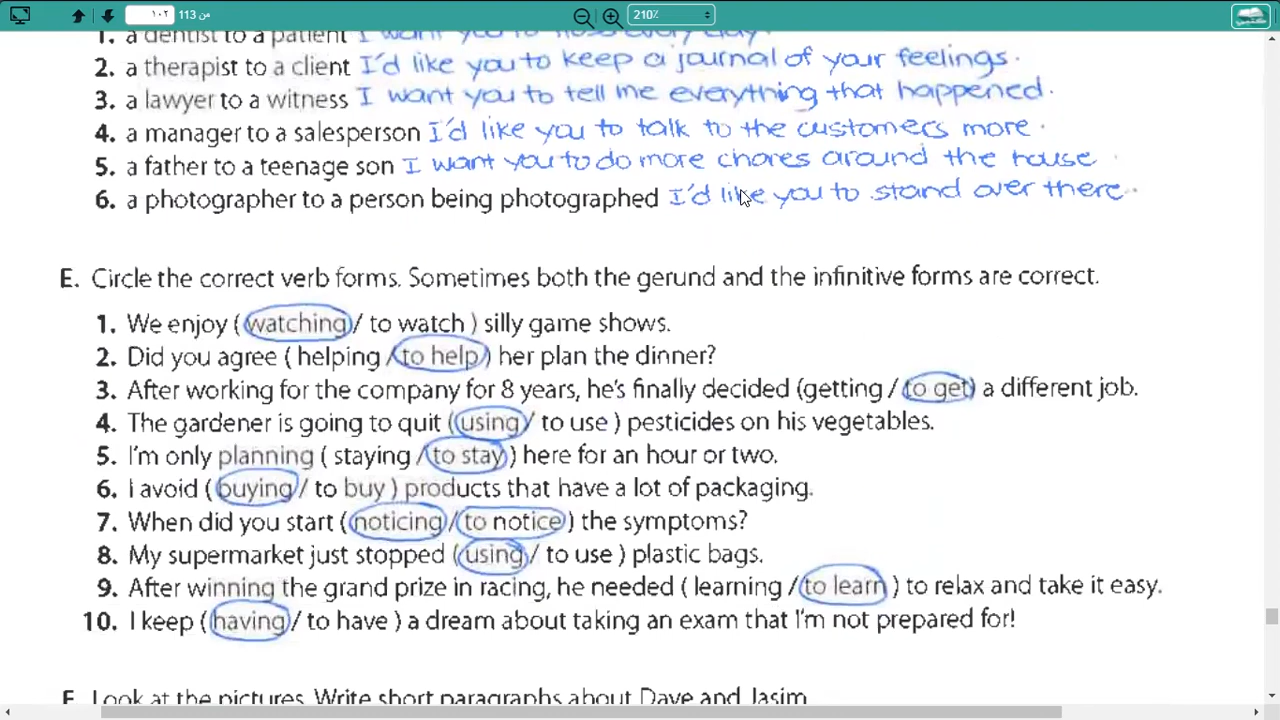 ١٠٢ من 113 210٪
1. a dentist to a patient I want you to floss every day.
2. a therapist to a client I'd like you to keep a journal of your feelings.
3. a lawyer to a witness I want you to tell me everything that happened.
4. a manager to a salesperson I'd like you to talk to the customers more.
5. a father to a teenage son I want you to do more chores around the house.
6. a photographer to a person being photographed I'd like you to stand over there.
E. Circle the correct verb forms. Sometimes both the gerund and the infinitive forms are correct.
1. We enjoy ( watching / to watch ) silly game shows.
2. Did you agree ( helping / to help ) her plan the dinner?
3. After working for the company for 8 years, he's finally decided (getting / to get) a different job.
4. The gardener is going to quit (using / to use ) pesticides on his vegetables.
5. I'm only planning ( staying / to stay ) here for an hour or two.
6. I avoid ( buying / to buy ) products that have a lot of packaging.
7. When did you start ( noticing / to notice ) the symptoms?
8. My supermarket just stopped ( using / to use ) plastic bags.
9. After winning the grand prize in racing, he needed ( learning / to learn ) to relax and take it easy.
10. I keep ( having / to have ) a dream about taking an exam that I'm not prepared for!
F. Look at the pictures. Write short paragraphs about Dave and Jasim.